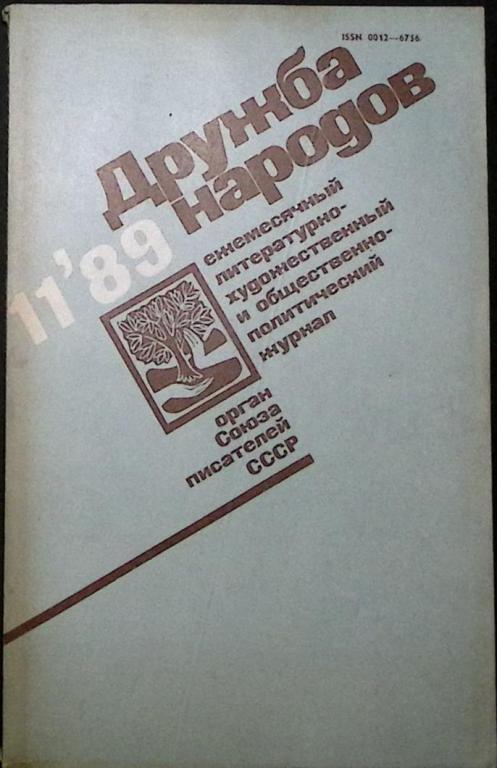 ISSN 0012—6756
Дружба
народов
11'89
ежемесячный
литературно-
художественный
и общественно-
политический
журнал
орган
Союза
писателей
СССР